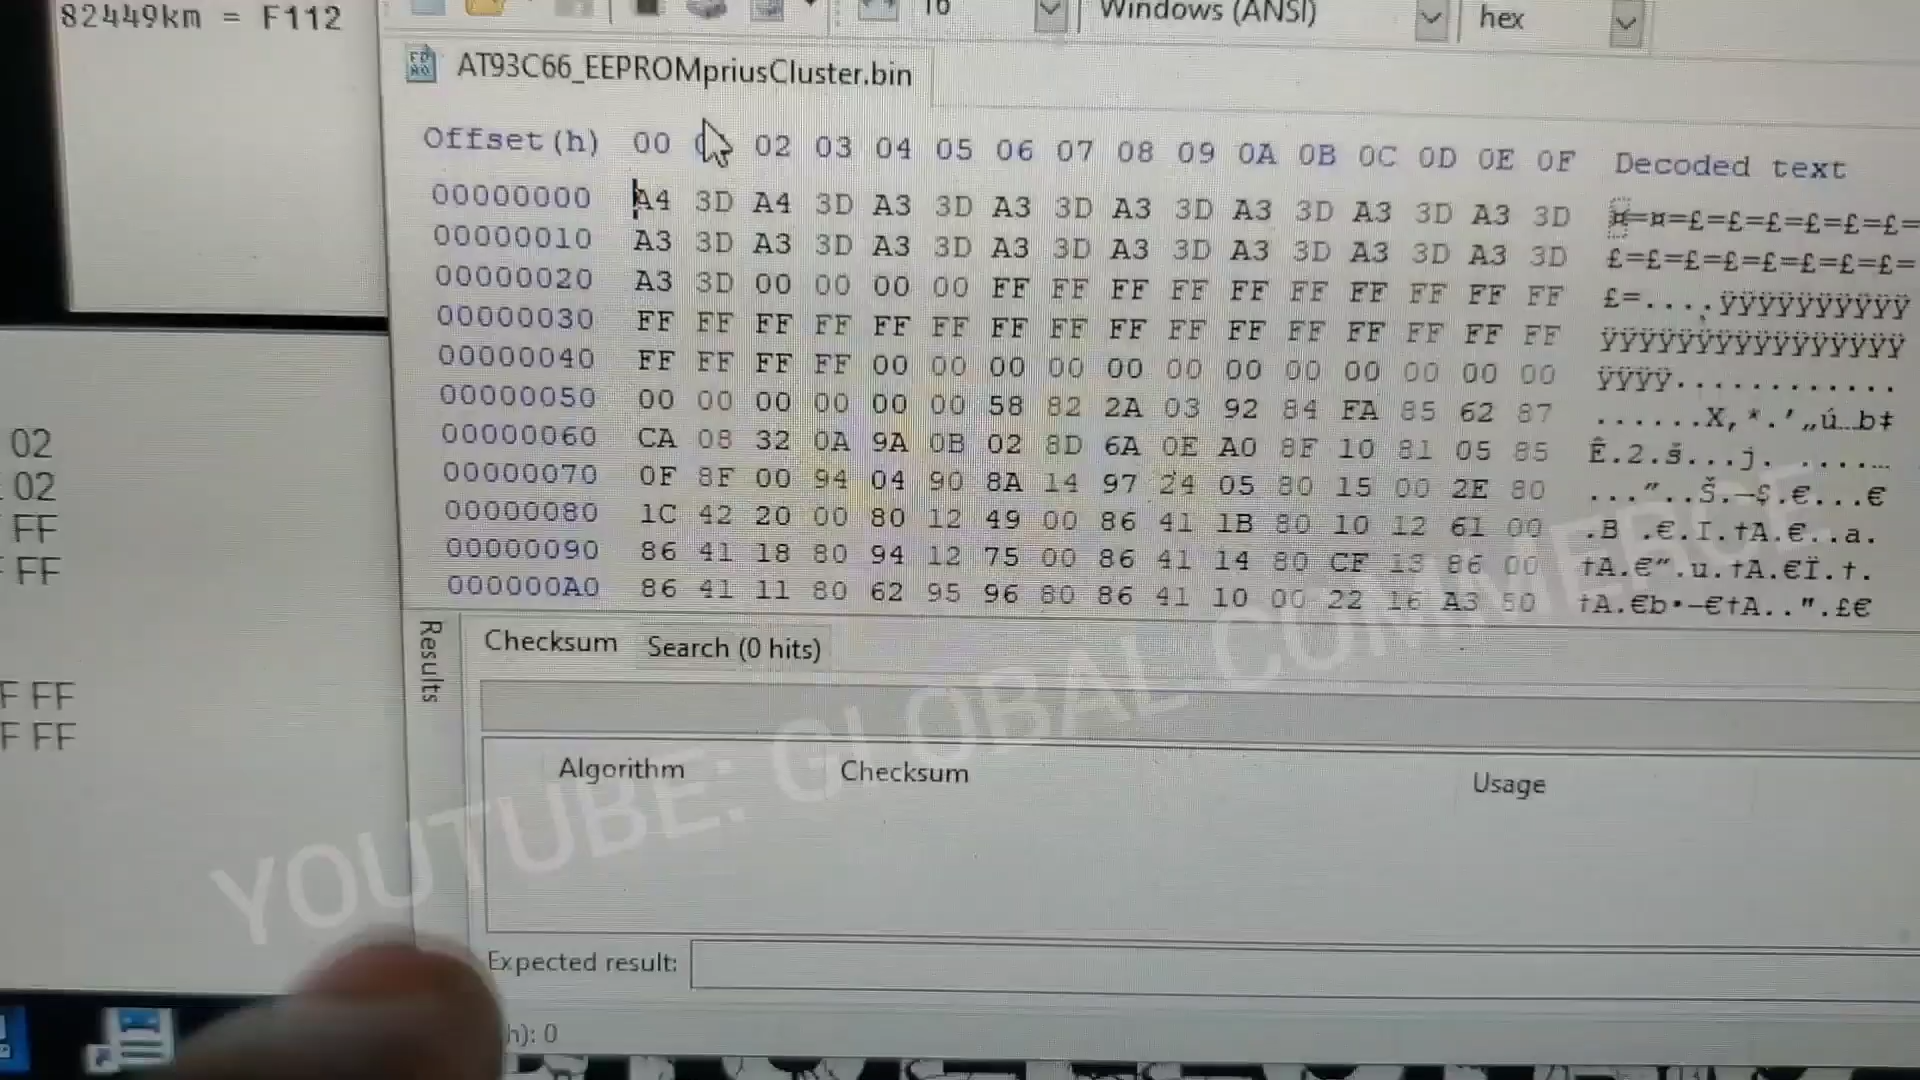 82449km = F112
16
Windows (ANSI)
hex
AT93C66_EEPROMpriusCluster.bin
Offset(h) 00 02 03 04 05 06 07 08 09 0A 0B 0C 0D 0E 0F Decoded text
00000000 A4 3D A4 3D A3 3D A3 3D A3 3D A3 3D A3 3D A3 3D ¤=¤=£=£=£=£=£=£=
00000010 A3 3D A3 3D A3 3D A3 3D A3 3D A3 3D A3 3D A3 3D £=£=£=£=£=£=£=£=
00000020 A3 3D 00 00 00 00 FF FF FF FF FF FF FF FF FF FF £=....ÿÿÿÿÿÿÿÿÿÿ
00000030 FF FF FF FF FF FF FF FF FF FF FF FF FF FF FF FF ÿÿÿÿÿÿÿÿÿÿÿÿÿÿÿÿ
00000040 FF FF FF FF 00 00 00 00 00 00 00 00 00 00 00 00 ÿÿÿÿ............
00000050 00 00 00 00 00 00 58 82 2A 03 92 84 FA 85 62 87 ......X‚*.’„ú…b‡
00000060 CA 08 32 0A 9A 0B 02 8D 6A 0E A0 8F 10 81 05 85 Ê.2.š...j. ....…
00000070 0F 8F 00 94 04 90 8A 14 97 24 05 80 15 00 2E 80 ...”..Š.—$.€...€
00000080 1C 42 20 00 80 12 49 00 86 41 1B 80 10 12 61 00 .B .€.I.†A.€..a.
00000090 86 41 18 80 94 12 75 00 86 41 14 80 CF 13 86 00 †A.€”.u.†A.€Ï.†.
000000A0 86 41 11 80 62 95 96 80 86 41 10 00 22 16 A3 80 †A.€b•–€†A..".£€
02
02
FF
FF
F FF
F FF
Results
Checksum
Search (0 hits)
Algorithm Checksum Usage
Expected result:
h): 0
YOUTUBE: GLOBAL COMMERCE